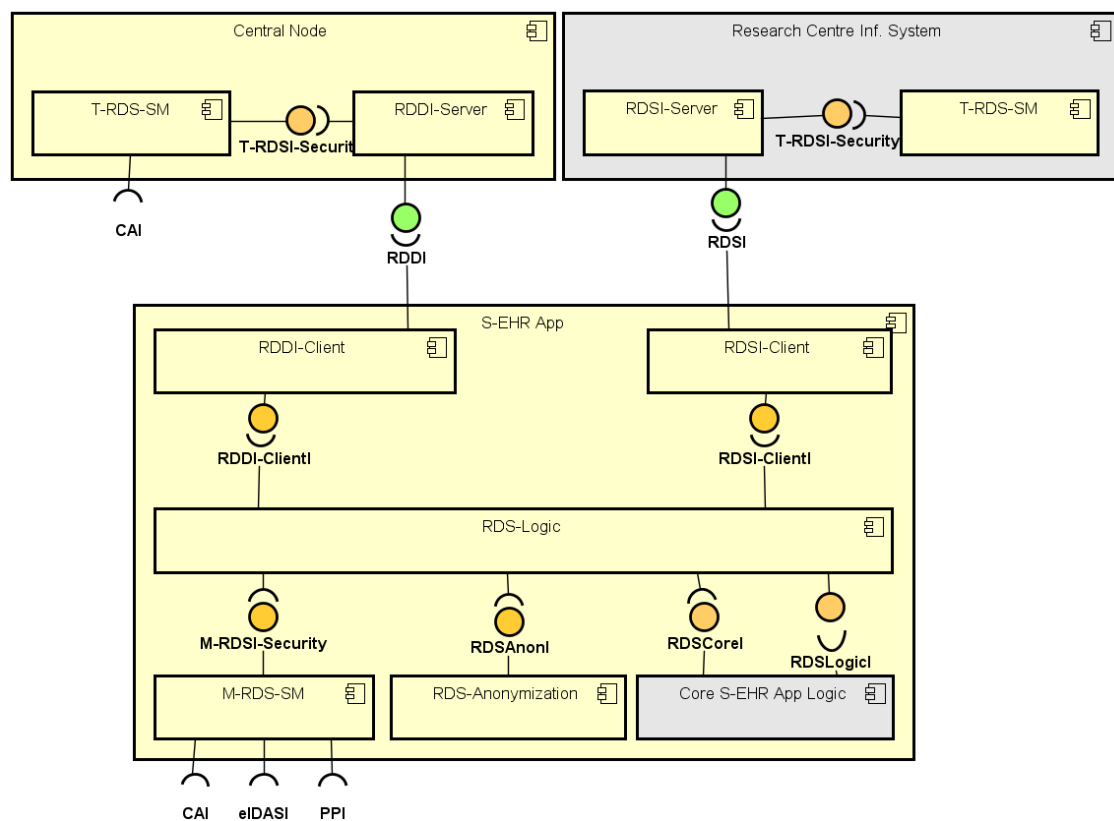 Central Node
Research Centre Inf. System
T-RDS-SM
RDDI-Server
RDSI-Server
T-RDS-SM
T-RDSI-Securit
T-RDSI-Security
CAI
RDDI
RDSI
S-EHR App
RDDI-Client
RDSI-Client
RDDI-ClientI
RDSI-ClientI
RDS-Logic
M-RDSI-Security
RDSAnonI
RDSCoreI
RDSLogicI
M-RDS-SM
RDS-Anonymization
Core S-EHR App Logic
CAI
eIDASI
PPI